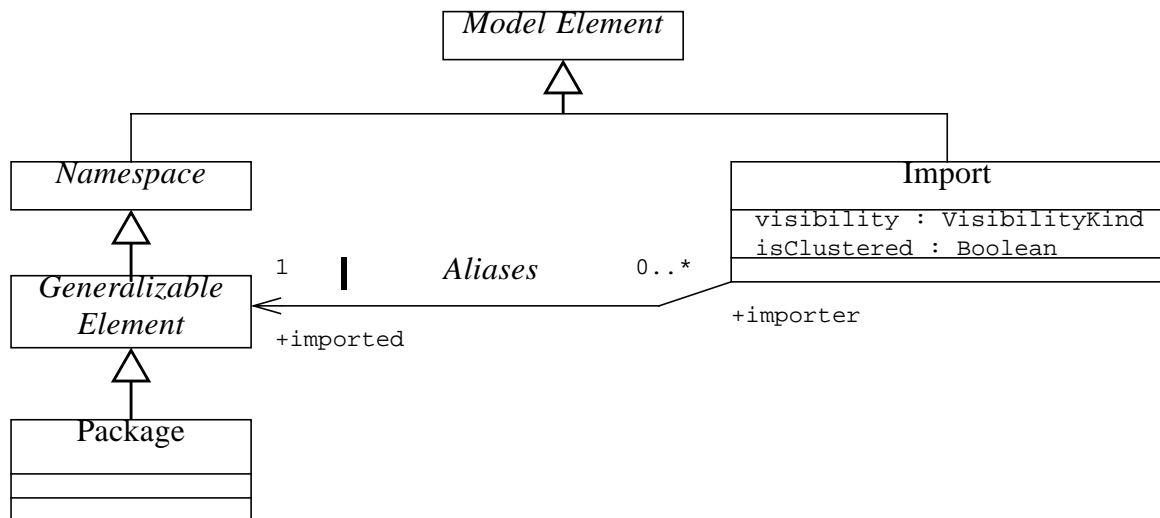 Model Element
Namespace
Import
visibility : VisibilityKind
isClustered : Boolean
1
Aliases
0..*
Generalizable
Element
+imported
+importer
Package